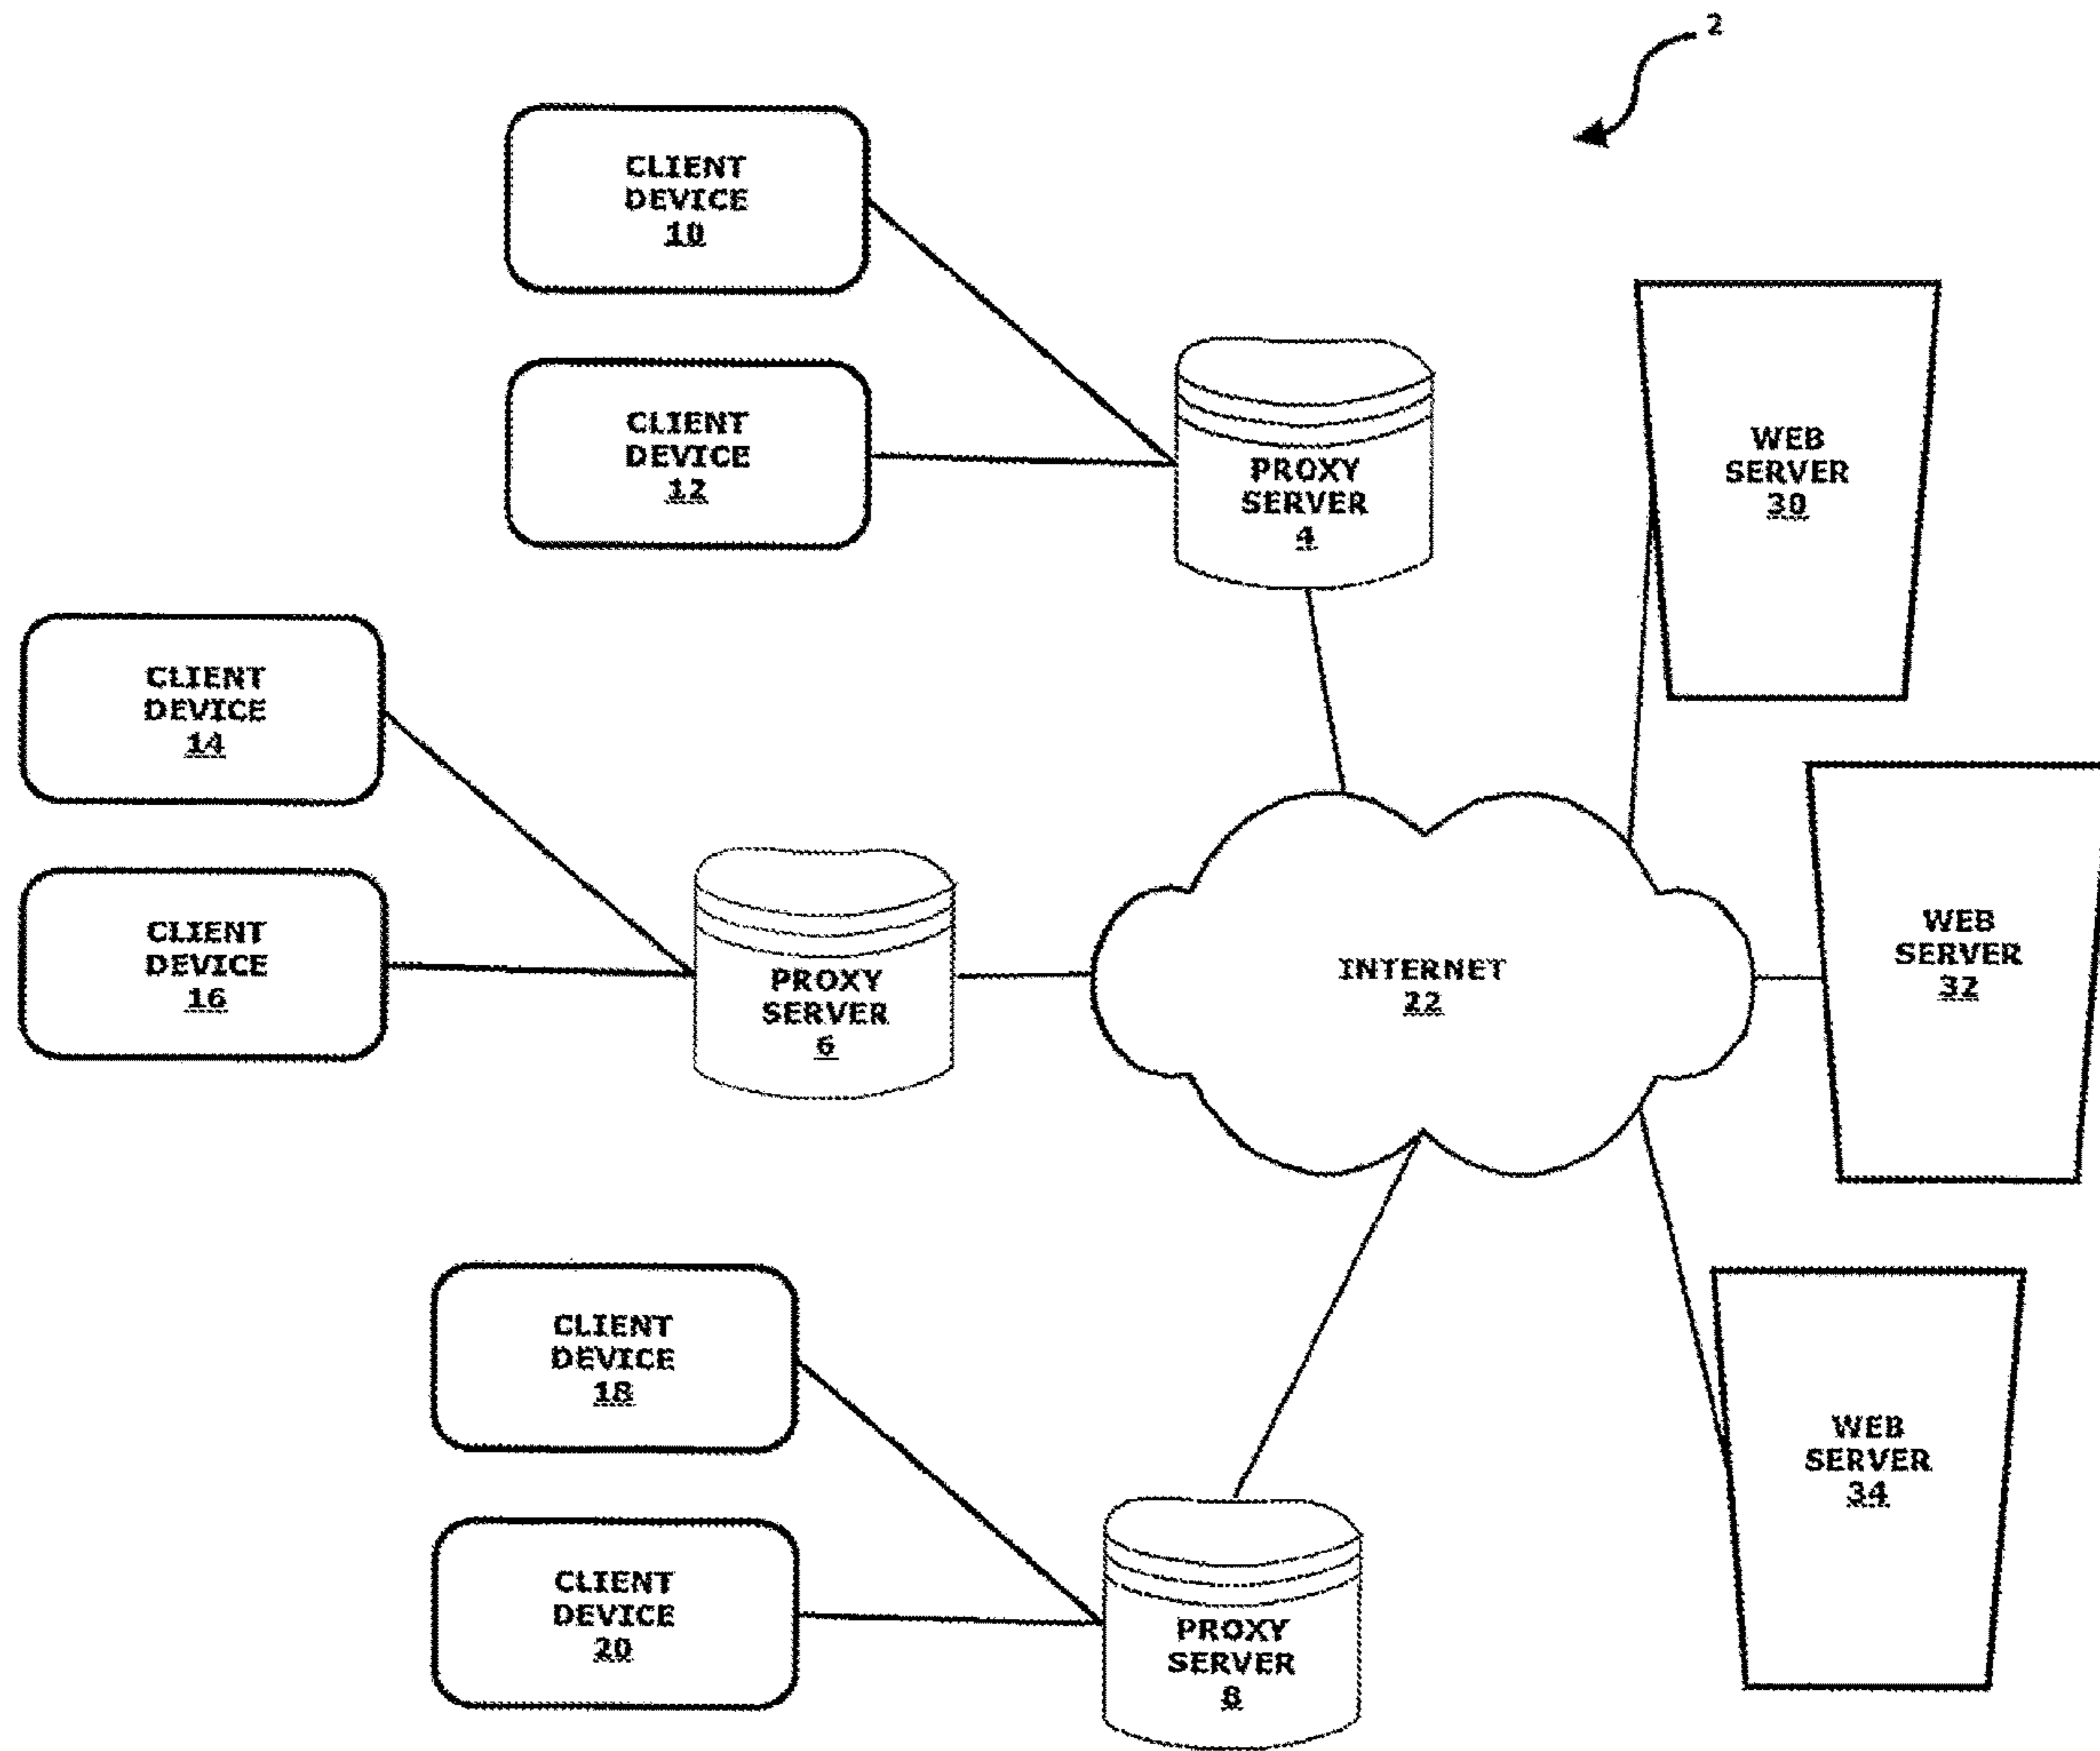 2
CLIENT
DEVICE
10
CLIENT
DEVICE
12
PROXY
SERVER
4
WEB
SERVER
30
CLIENT
DEVICE
14
CLIENT
DEVICE
16
PROXY
SERVER
6
INTERNET
22
WEB
SERVER
32
CLIENT
DEVICE
18
CLIENT
DEVICE
20
PROXY
SERVER
8
WEB
SERVER
34